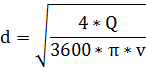 d = √(4 * Q / 3600 * π * v)